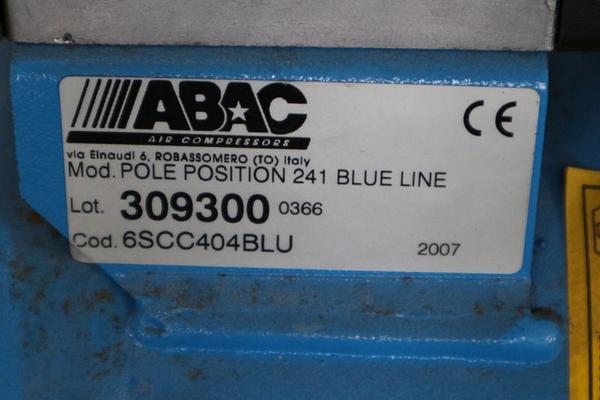 ABAC
AIR COMPRESSORS
via Einaudi 6, ROBASSOMERO (TO) Italy
CE
Mod. POLE POSITION 241 BLUE LINE
Lot. 309300 0366
Cod. 6SCC404BLU 2007